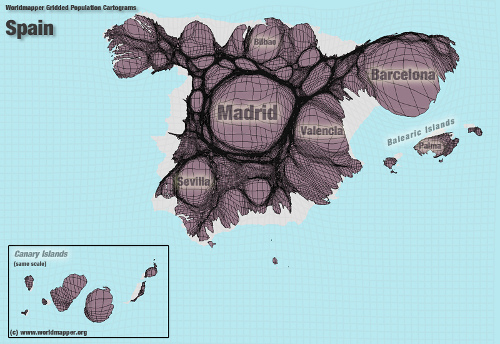 Worldmapper Gridded Population Cartograms
Spain
Bilbao
Barcelona
Madrid
Valencia
Balearic Islands
Palma
Sevilla
Canary Islands
(same scale)
(c) www.worldmapper.org